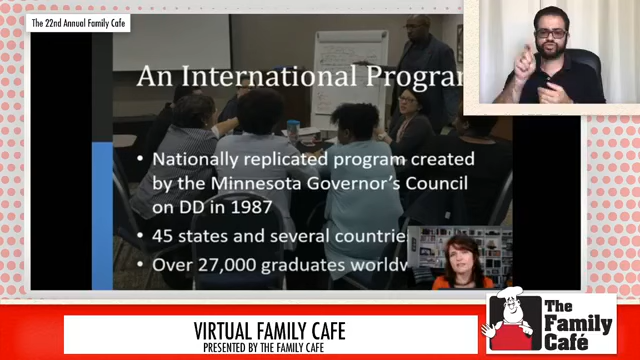 The 22nd Annual Family Cafe
An International Progra
• Nationally replicated program created
by the Minnesota Governor's Council
on DD in 1987
• 45 states and several countrie
• Over 27,000 graduates worldw
VIRTUAL FAMILY CAFE
PRESENTED BY THE FAMILY CAFE
The
Family
Café